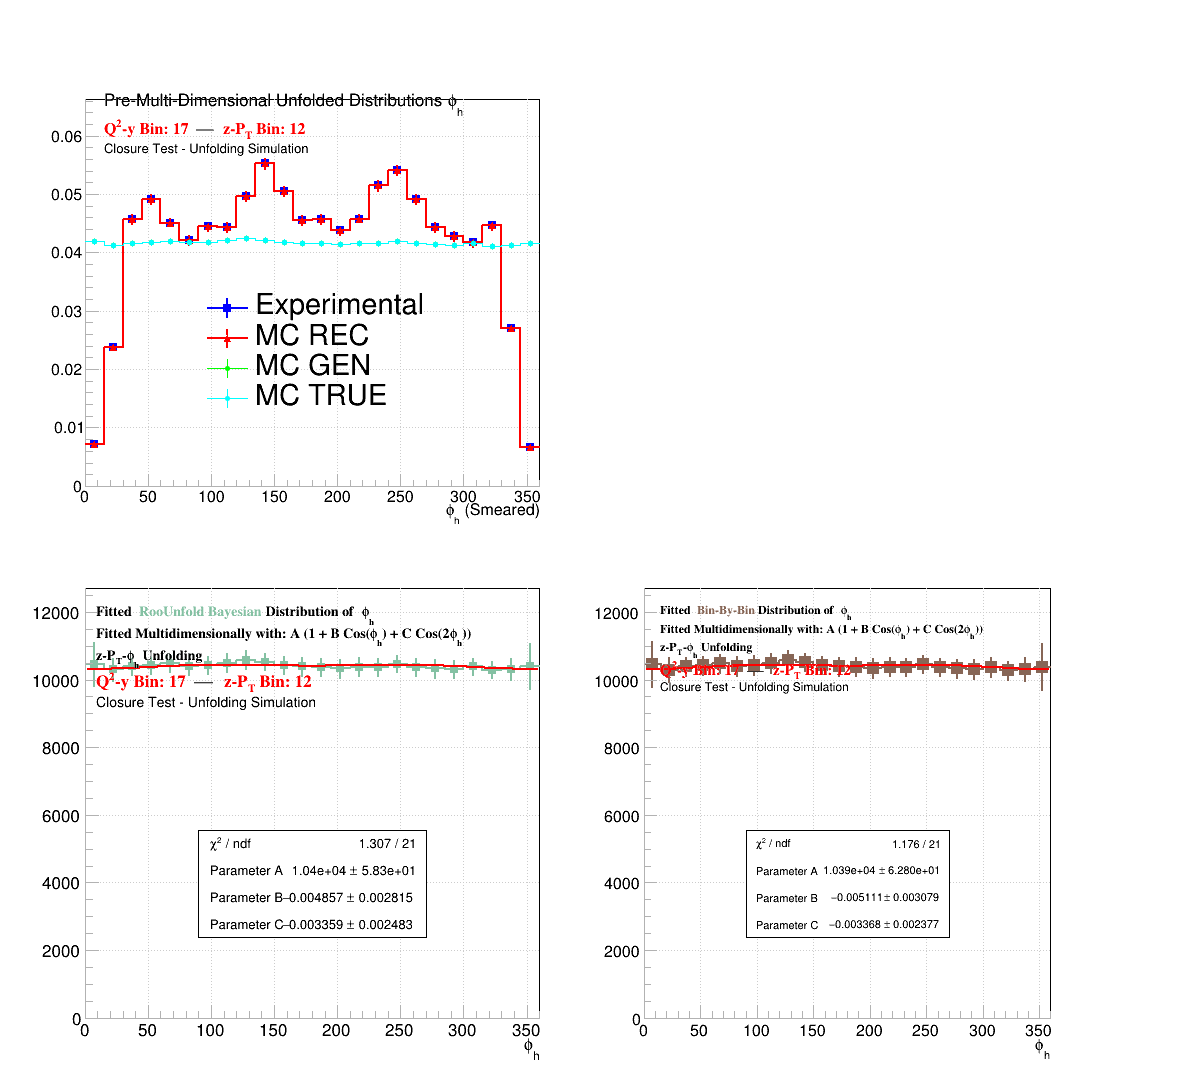 Pre-Multi-Dimensional Unfolded Distributions ϕh
Q²-y Bin: 17 — z-PT Bin: 12
Closure Test - Unfolding Simulation
0.06
0.05
0.04
0.03
0.02
0.01
0
Experimental
MC REC
MC GEN
MC TRUE
0 50 100 150 200 250 300 350
ϕh (Smeared)
Fitted RooUnfold Bayesian Distribution of ϕh
Fitted Multidimensionally with: A (1 + B Cos(ϕh) + C Cos(2ϕh))
z-PT-ϕh Unfolding
Q²-y Bin: 17 — z-PT Bin: 12
Closure Test - Unfolding Simulation
12000
10000
8000
6000
4000
2000
0
χ² / ndf 1.307 / 21
Parameter A 1.04e+04 ± 5.83e+01
Parameter B −0.004857 ± 0.002815
Parameter C −0.003359 ± 0.002483
0 50 100 150 200 250 300 350
ϕh
Fitted Bin-By-Bin Distribution of ϕh
Fitted Multidimensionally with: A (1 + B Cos(ϕh) + C Cos(2ϕh))
z-PT-ϕh Unfolding
Q²-y Bin: 17 — z-PT Bin: 12
Closure Test - Unfolding Simulation
12000
10000
8000
6000
4000
2000
0
χ² / ndf 1.176 / 21
Parameter A 1.039e+04 ± 6.280e+01
Parameter B −0.005111 ± 0.003079
Parameter C −0.003368 ± 0.002377
0 50 100 150 200 250 300 350
ϕh